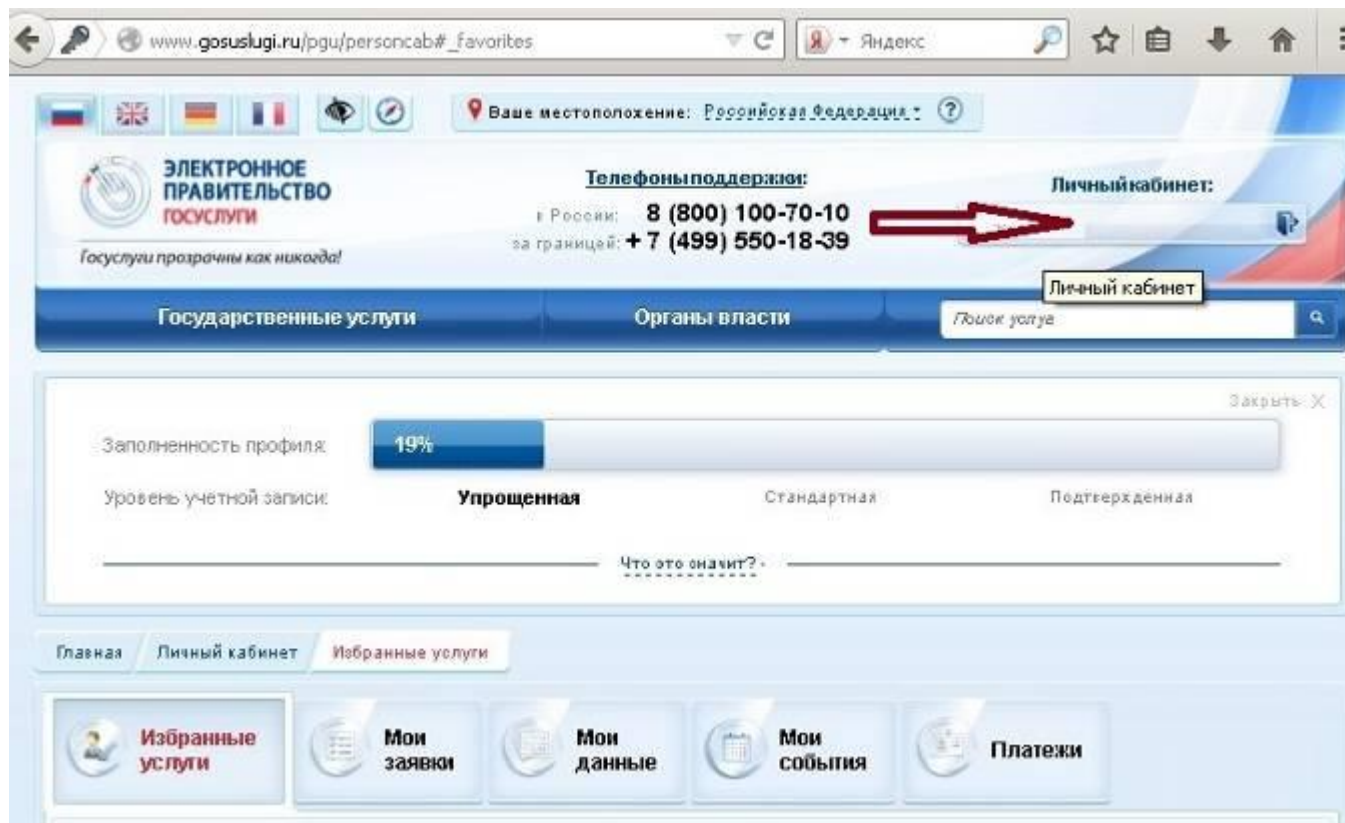 www.gosuslugi.ru/pgu/personcab#_favorites
Яндекс
Ваше местоположение: Российская Федерация
?
ЭЛЕКТРОННОЕ
ПРАВИТЕЛЬСТВО
ГОСУСЛУГИ
Госуслуги прозрачны как никогда!
Телефоны поддержки:
в России: 8 (800) 100-70-10
за границей: +7 (499) 550-18-39
Личный кабинет:
Личный кабинет
Государственные услуги
Органы власти
Поиск услуг
Закрыть X
Заполненность профиля:
19%
Уровень учетной записи:
Упрощенная
Стандартная
Подтвержденная
Что это значит?
Главная
Личный кабинет
Избранные услуги
Избранные
услуги
Мои
заявки
Мои
данные
Мои
события
Платежи